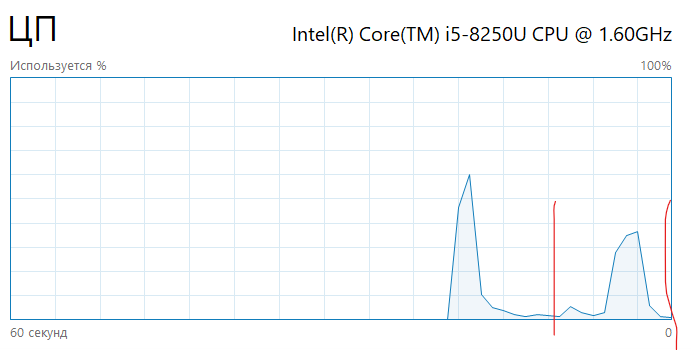 ЦП
Intel(R) Core(TM) i5-8250U CPU @ 1.60GHz
Используется %
100%
60 секунд
0